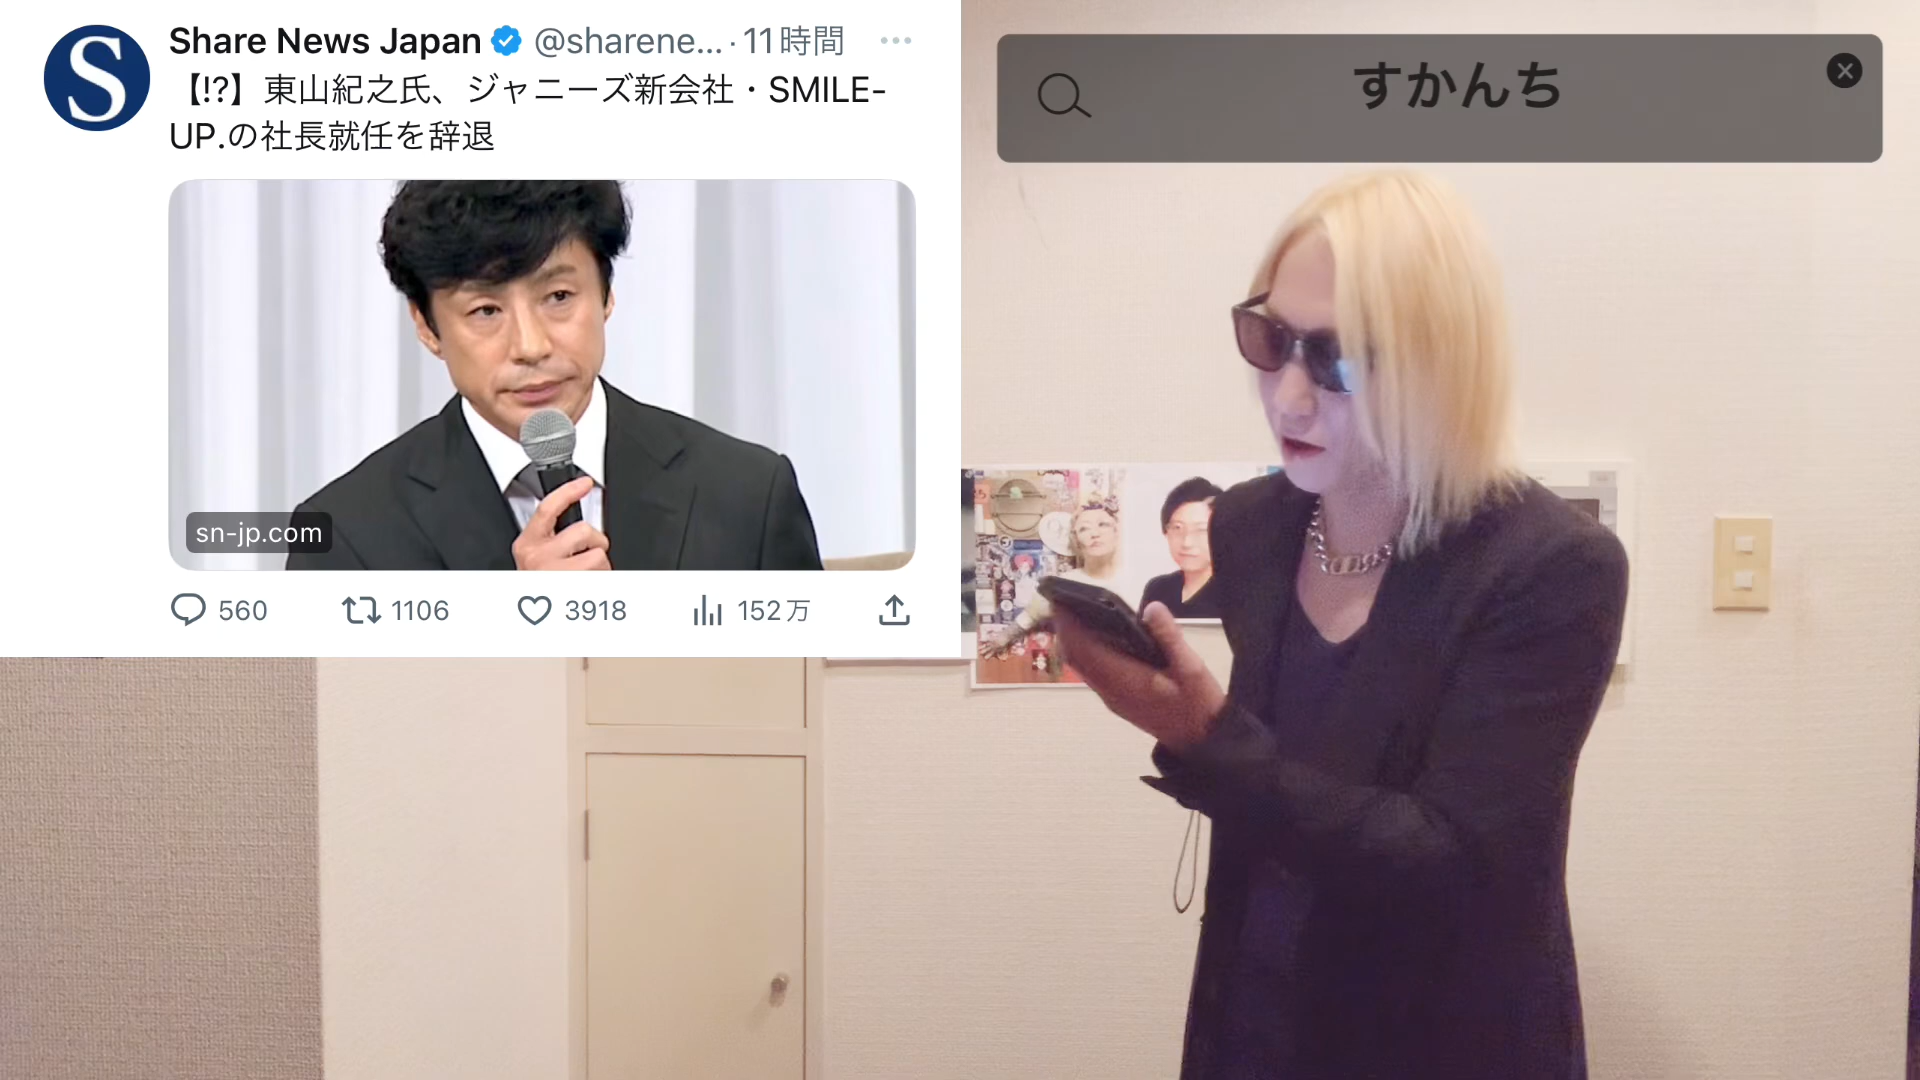 Share News Japan @sharene... · 11時間
【!?】東山紀之氏、ジャニーズ新会社・SMILE-
UP.の社長就任を辞退
sn-jp.com
560 1106 3918 152万
すかんち